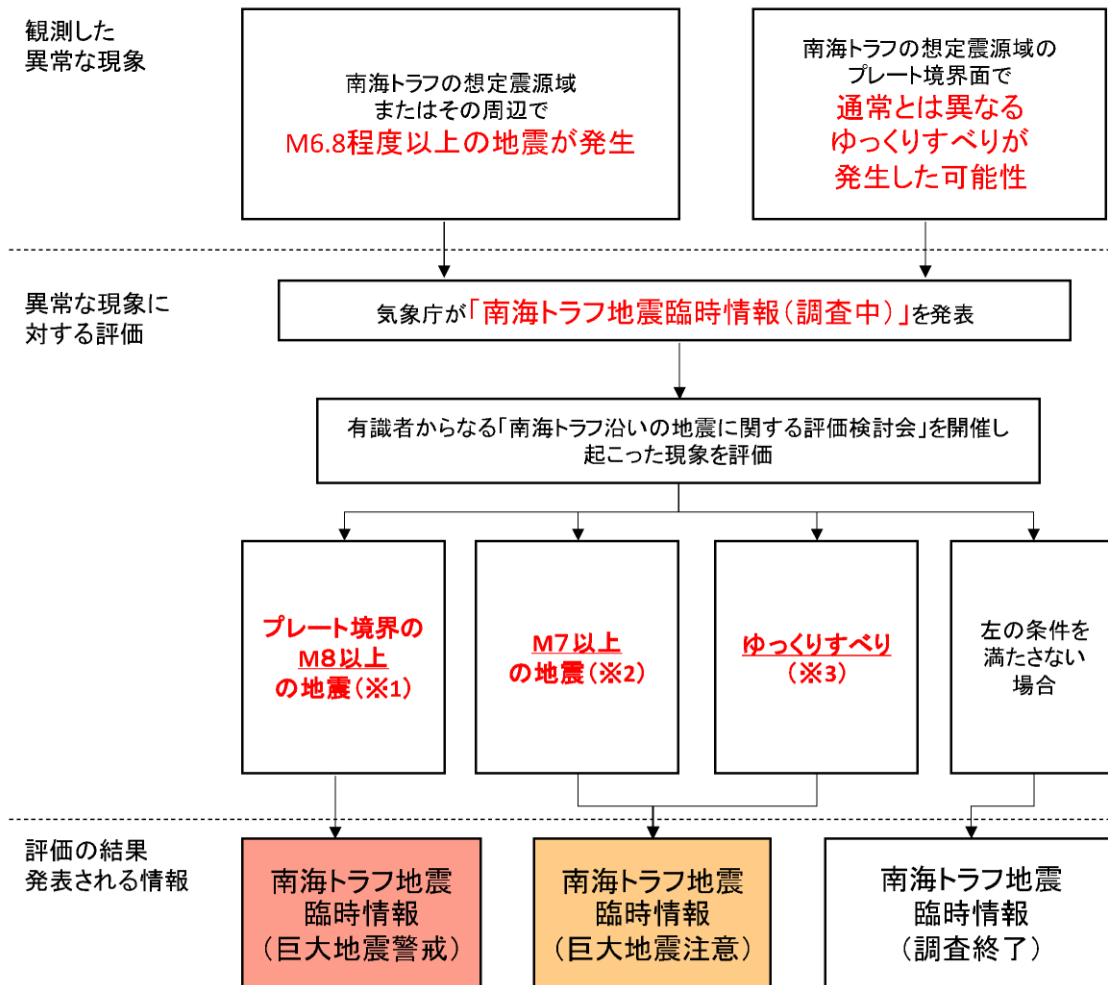 観測した
異常な現象
南海トラフの想定震源域
またはその周辺で
M6.8程度以上の地震が発生
南海トラフの想定震源域の
プレート境界面で
通常とは異なる
ゆっくりすべりが
発生した可能性
異常な現象に
対する評価
気象庁が「南海トラフ地震臨時情報(調査中)」を発表
有識者からなる「南海トラフ沿いの地震に関する評価検討会」を開催し
起こった現象を評価
プレート境界の
M8以上
の地震(※1)
M7以上
の地震(※2)
ゆっくりすべり
(※3)
左の条件を
満たさない
場合
評価の結果
発表される情報
南海トラフ地震
臨時情報
(巨大地震警戒)
南海トラフ地震
臨時情報
(巨大地震注意)
南海トラフ地震
臨時情報
(調査終了)